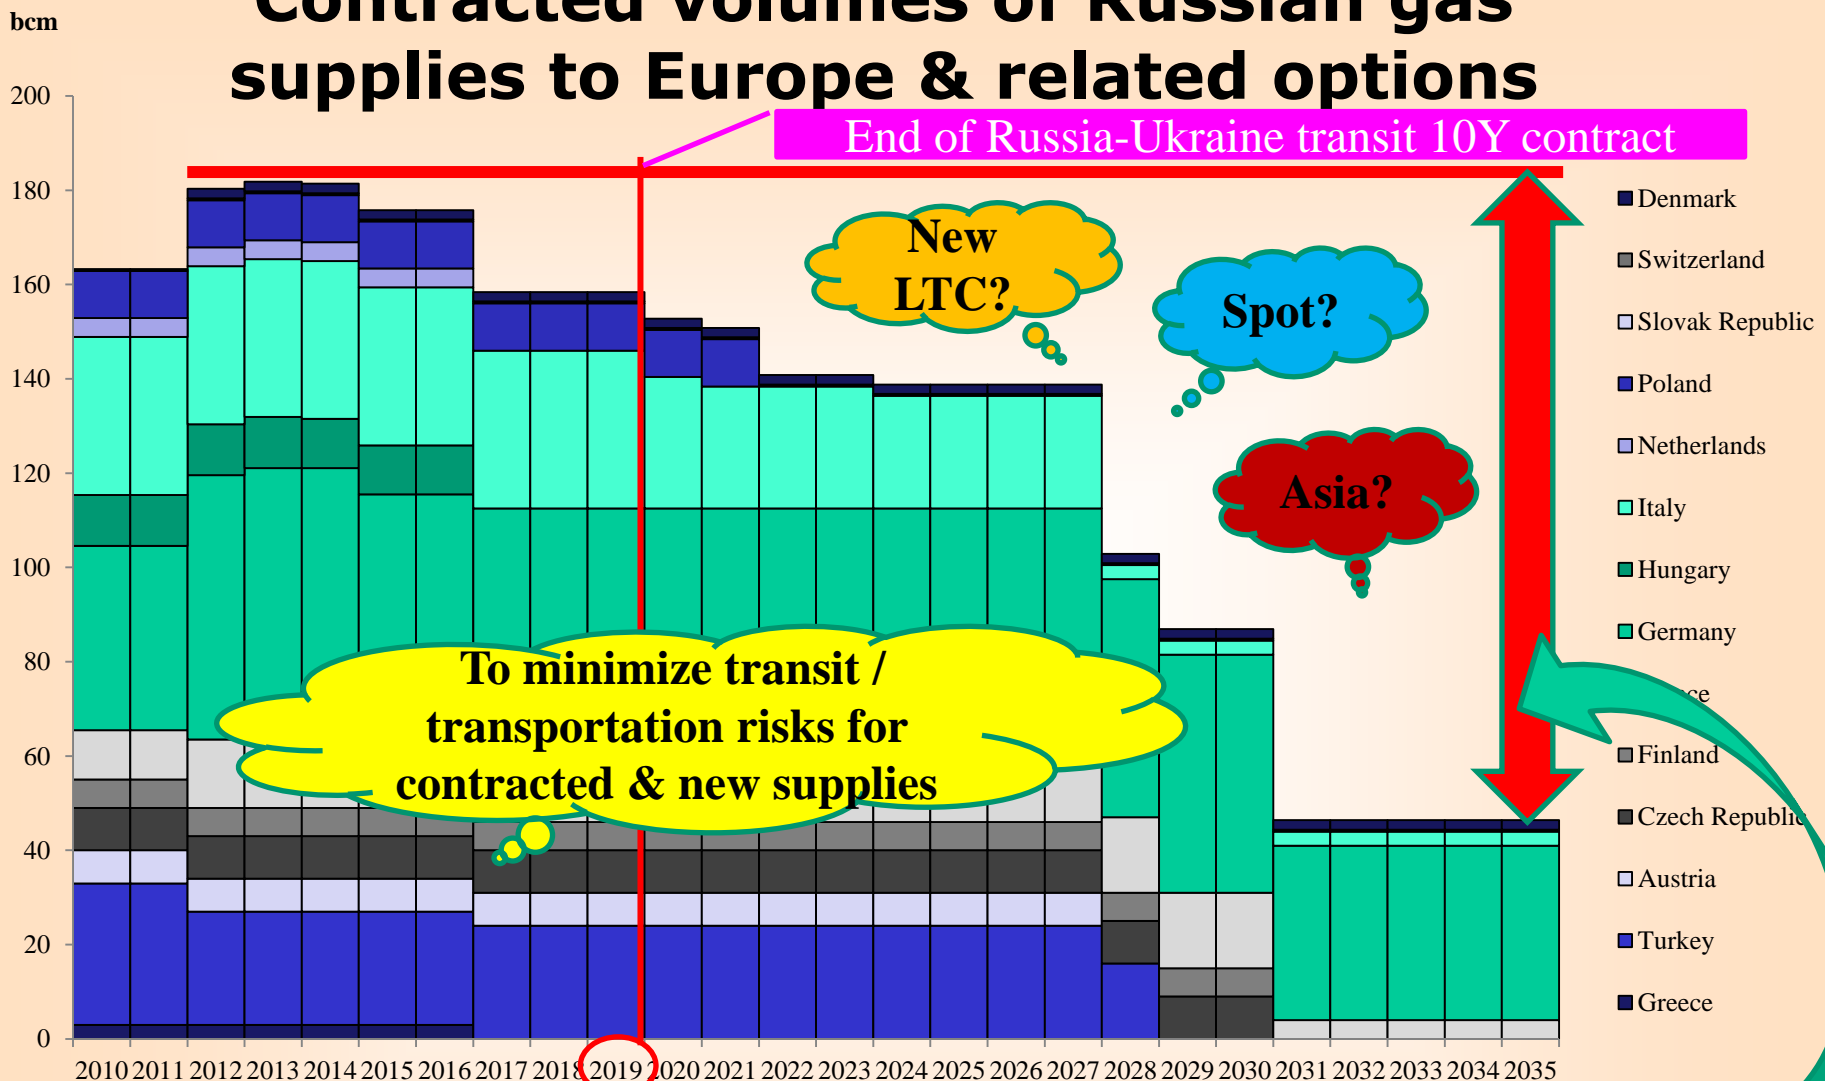 bcm
Contracted volumes of Russian gas
supplies to Europe & related options
End of Russia-Ukraine transit 10Y contract
200
180
160
140
120
100
80
60
40
20
0
New
LTC?
Spot?
Asia?
To minimize transit /
transportation risks for
contracted & new supplies
Denmark
Switzerland
Slovak Republic
Poland
Netherlands
Italy
Hungary
Germany
Finland
Czech Republic
Austria
Turkey
Greece
2010 2011 2012 2013 2014 2015 2016 2017 2018 2019 2020 2021 2022 2023 2024 2025 2026 2027 2028 2029 2030 2031 2032 2033 2034 2035